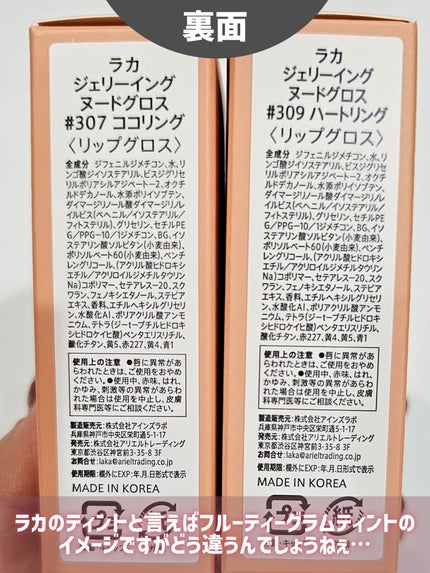 裏面
ラカ
ジェリーイング
ヌードグロス
#307 ココリング
〈リップグロス〉
全成分 ジフェニルジメチコン、水、リ
ンゴ酸ジイソステアリル、ビスジグリセ
リルポリアシルアジペート-2、オクチ
ルドデカノール、水添ポリイソブテン、
ダイマージリノール酸ダイマージリノ
レイルビス(ベヘニル/イソステアリル/
フィトステリル)、グリセリン、セチルPE
G/PPG-10/1ジメチコン、BG、イソ
ステアリン酸ソルビタン(小麦由来)、
ポリソルベート60(小麦由来)、ペンチ
レングリコール、(アクリル酸ヒドロキシ
エチル/アクリロイルジメチルタウリン
Na)コポリマー、セテアレス-20、スク
ワラン、フェノキシエタノール、ステビア
エキス、香料、エチルヘキシルグリセリ
ン、水酸化Al、ポリアクリル酸アンモ
ニウム、テトラ(ジ-t-ブチルヒドロキ
シヒドロケイヒ酸)ペンタエリスリチル、
酸化チタン、黄5、赤227、黄4、青1
使用上の注意 ●唇に異常があ
らわれたときは、ご使用をおやめ
ください。●使用中、赤味、はれ、
かゆみ、刺激等の異常があらわ
れた場合は使用を中止し、皮膚
科専門医等にご相談ください。
製造販売元:株式会社アインズラボ
兵庫県神戸市中央区栄町通5-1-17
発売元:株式会社アリエルトレーディング
東京都渋谷区神宮前3-35-8 3F
お問合せ:laka@arieltrading.co.jp
使用期限:欄外にEXP:年.月.日形式で表示
MADE IN KOREA
ラカ
ジェリーイング
ヌードグロス
#309 ハートリング
〈リップグロス〉
全成分 ジフェニルジメチコン、水、リ
ンゴ酸ジイソステアリル、ビスジグリセ
リルポリアシルアジペート-2、オクチ
ルドデカノール、水添ポリイソブテン、
ダイマージリノール酸ダイマージリノ
レイルビス(ベヘニル/イソステアリル/
フィトステリル)、グリセリン、セチルPE
G/PPG-10/1ジメチコン、BG、イソ
ステアリン酸ソルビタン(小麦由来)、
ポリソルベート60(小麦由来)、ペンチ
レングリコール、(アクリル酸ヒドロキシ
エチル/アクリロイルジメチルタウリン
Na)コポリマー、セテアレス-20、スク
ワラン、フェノキシエタノール、ステビア
エキス、香料、エチルヘキシルグリセリ
ン、水酸化Al、ポリアクリル酸アンモ
ニウム、テトラ(ジ-t-ブチルヒドロキ
シヒドロケイヒ酸)ペンタエリスリチル、
酸化チタン、赤227、黄4、黄5、青1
使用上の注意 ●唇に異常があ
らわれたときは、ご使用をおやめ
ください。●使用中、赤味、はれ、
かゆみ、刺激等の異常があらわ
れた場合は使用を中止し、皮膚
科専門医等にご相談ください。
製造販売元:株式会社アインズラボ
兵庫県神戸市中央区栄町通5-1-17
発売元:株式会社アリエルトレーディング
東京都渋谷区神宮前3-35-8 3F
お問合せ:laka@arieltrading.co.jp
使用期限:欄外にEXP:年.月.日形式で表示
MADE IN KOREA
ラカのティントと言えばフルーティーグラムティントの
イメージですがどう違うんでしょうねぇ…